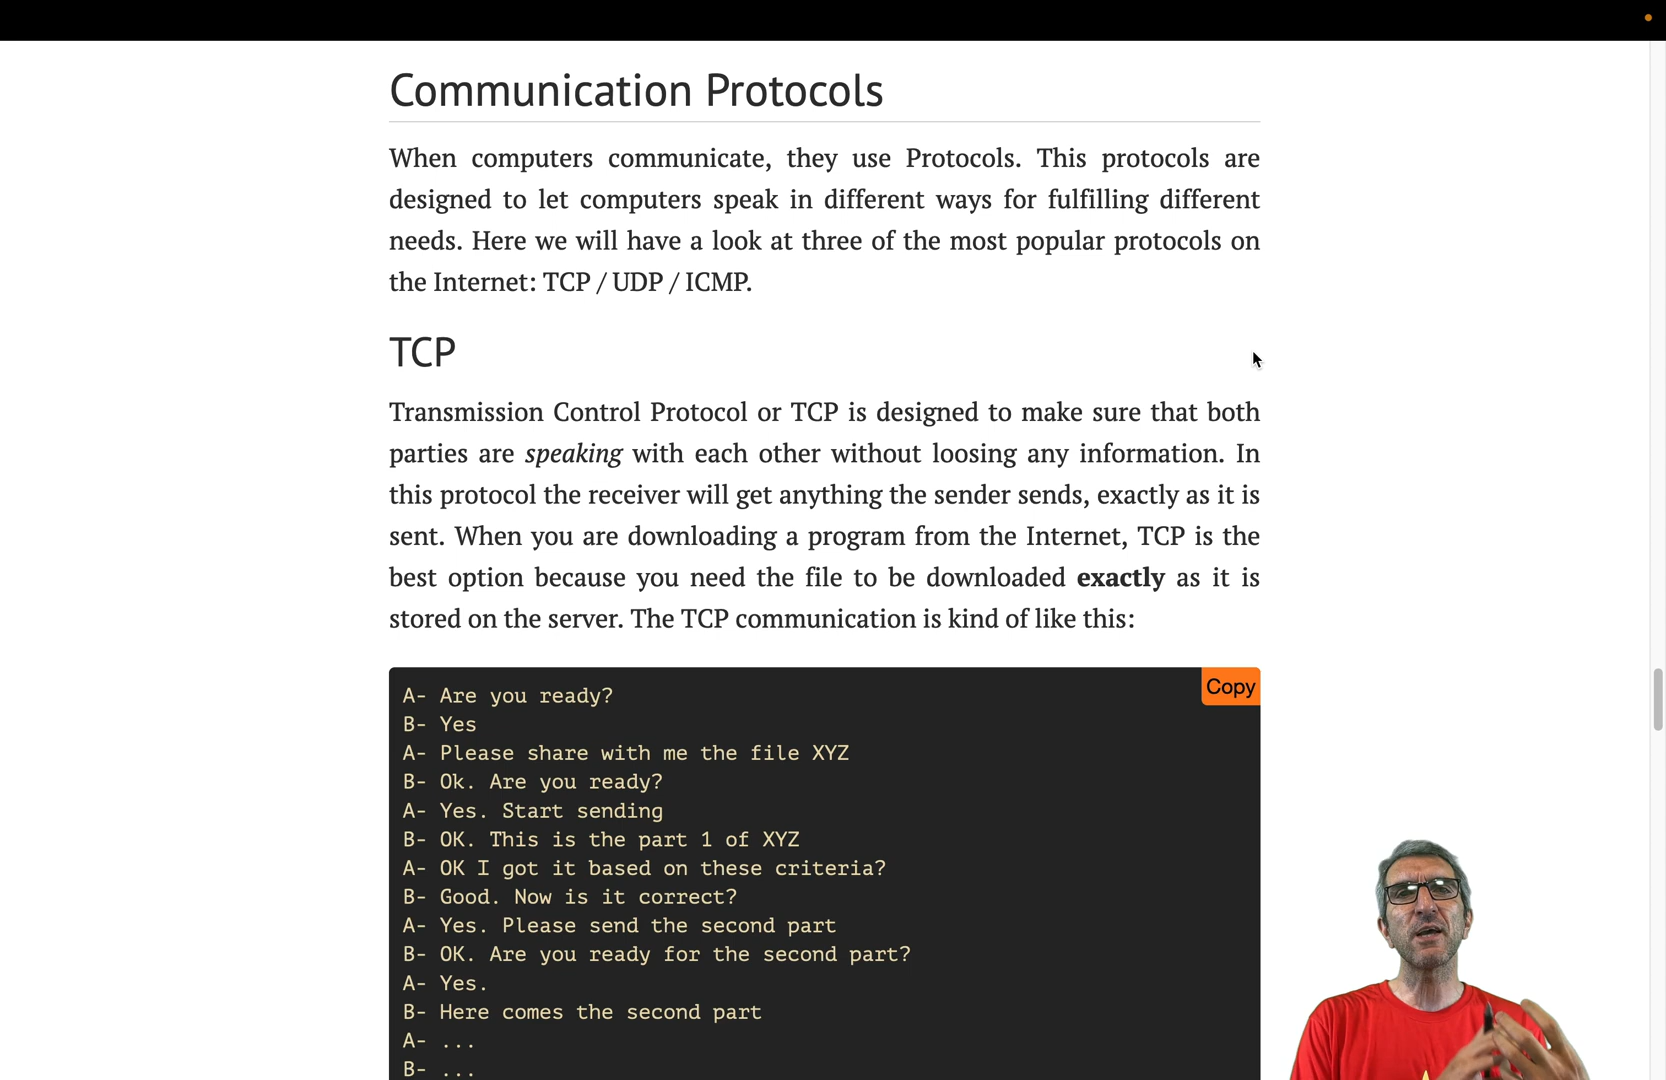 Communication Protocols
When computers communicate, they use Protocols. This protocols are
designed to let computers speak in different ways for fulfilling different
needs. Here we will have a look at three of the most popular protocols on
the Internet: TCP / UDP / ICMP.
TCP
Transmission Control Protocol or TCP is designed to make sure that both
parties are speaking with each other without loosing any information. In
this protocol the receiver will get anything the sender sends, exactly as it is
sent. When you are downloading a program from the Internet, TCP is the
best option because you need the file to be downloaded exactly as it is
stored on the server. The TCP communication is kind of like this:
Copy
A- Are you ready?
B- Yes
A- Please share with me the file XYZ
B- Ok. Are you ready?
A- Yes. Start sending
B- OK. This is the part 1 of XYZ
A- OK I got it based on these criteria?
B- Good. Now is it correct?
A- Yes. Please send the second part
B- OK. Are you ready for the second part?
A- Yes.
B- Here comes the second part
A- ...
B- ...